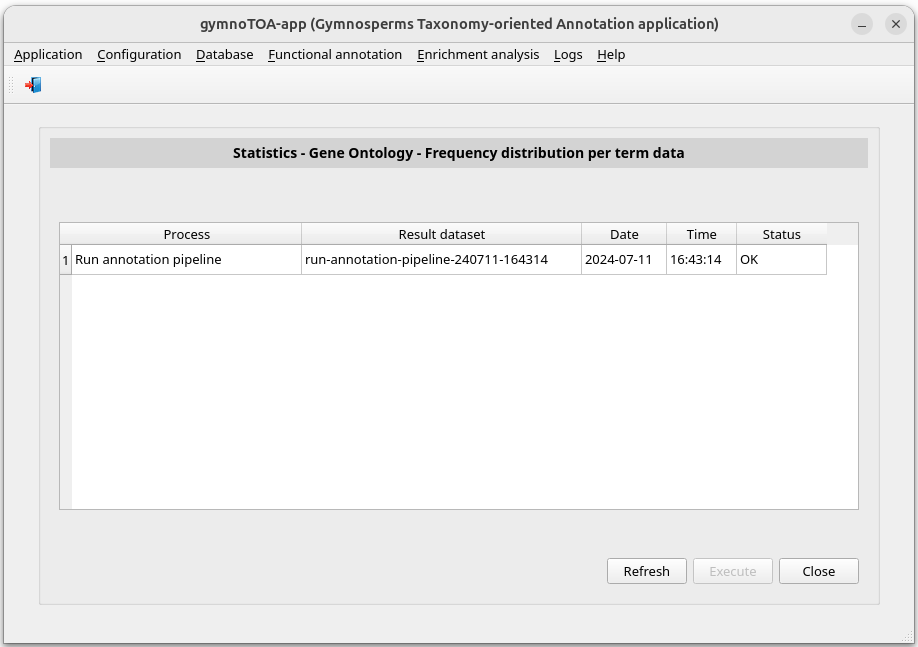 gymnoTOA-app (Gymnosperms Taxonomy-oriented Annotation application)
Application Configuration Database Functional annotation Enrichment analysis Logs Help
Statistics - Gene Ontology - Frequency distribution per term data
Process Result dataset Date Time Status
1 Run annotation pipeline run-annotation-pipeline-240711-164314 2024-07-11 16:43:14 OK
Refresh Execute Close